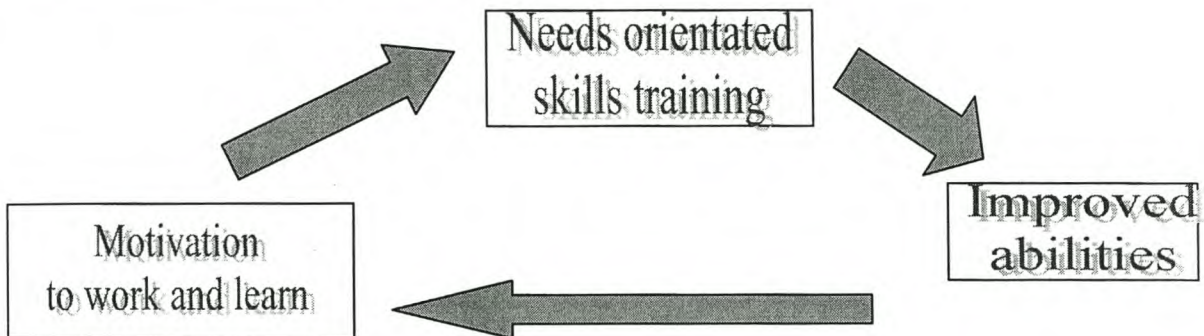 Needs orientated
skills training
Improved
abilities
Motivation
to work and learn